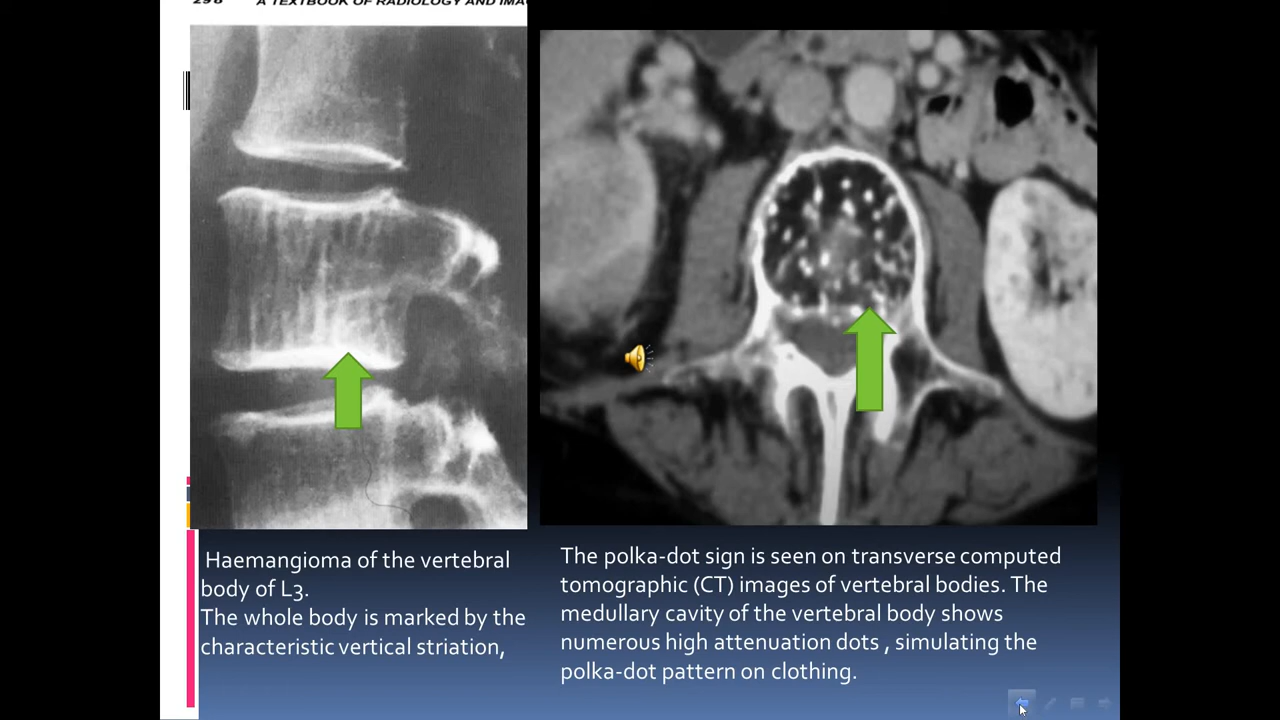 298 A TEXTBOOK OF RADIOLOGY AND IMA
Haemangioma of the vertebral
body of L3.
The whole body is marked by the
characteristic vertical striation,
The polka-dot sign is seen on transverse computed
tomographic (CT) images of vertebral bodies. The
medullary cavity of the vertebral body shows
numerous high attenuation dots , simulating the
polka-dot pattern on clothing.